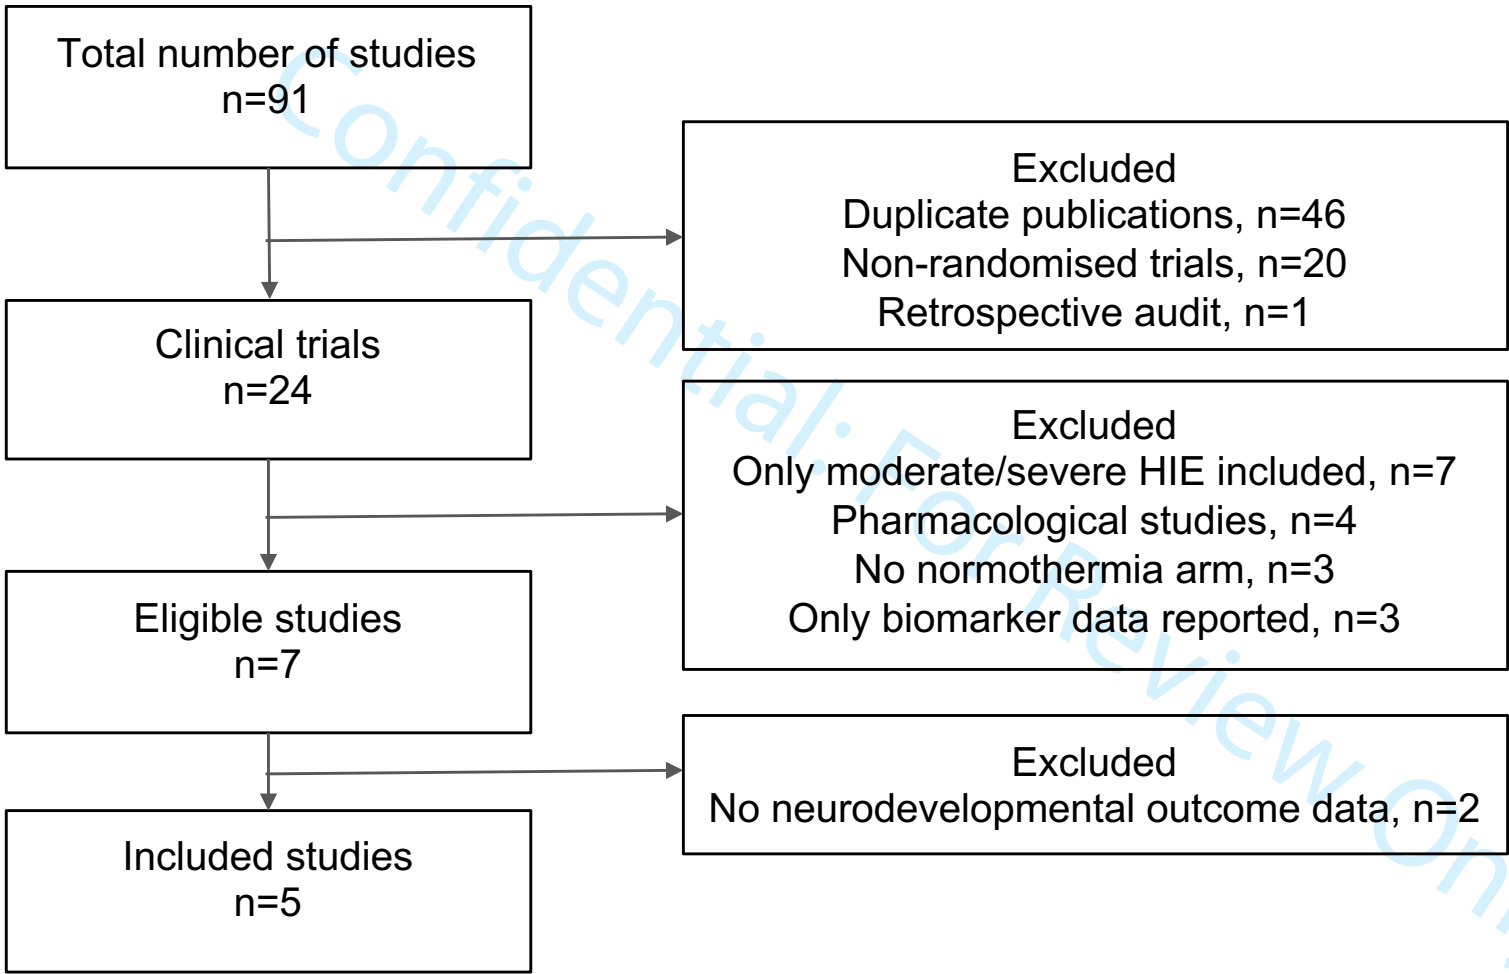 Total number of studies
n=91
Excluded
Duplicate publications, n=46
Non-randomised trials, n=20
Retrospective audit, n=1
Clinical trials
n=24
Excluded
Only moderate/severe HIE included, n=7
Pharmacological studies, n=4
No normothermia arm, n=3
Only biomarker data reported, n=3
Eligible studies
n=7
Excluded
No neurodevelopmental outcome data, n=2
Included studies
n=5
Confidential: For Review